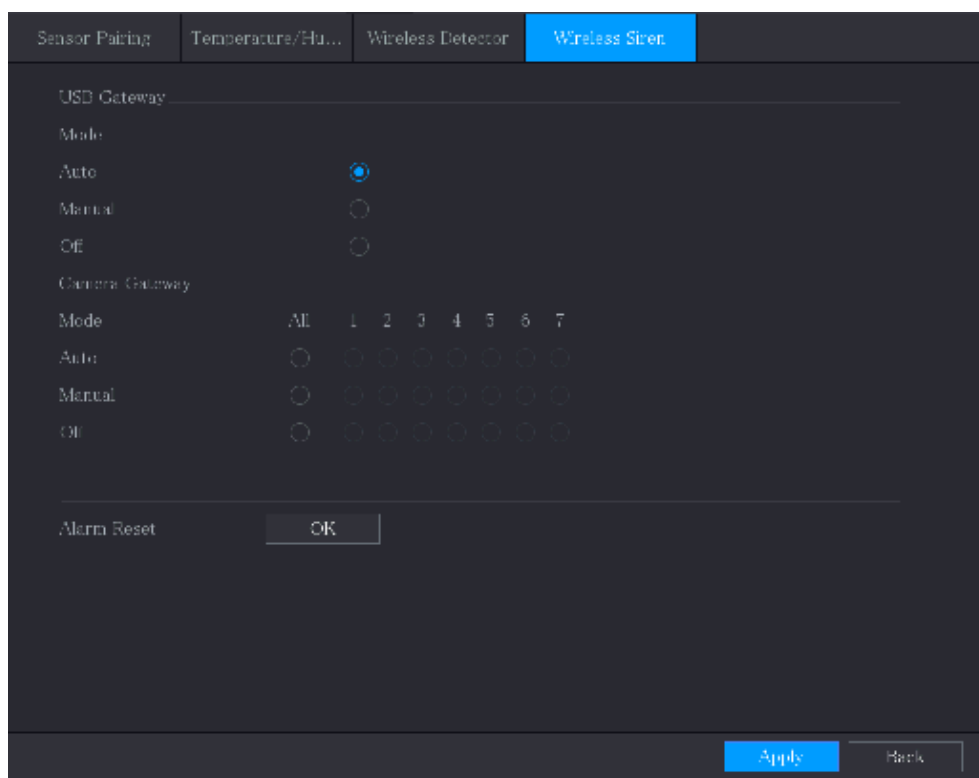 Sensor Pairing Temperature/Hu... Wireless Detector Wireless Siren
USB Gateway
Mode
Auto
Manual
Off
Camera Gateway
Mode All 1 2 3 4 5 6 7
Auto
Manual
Off
Alarm Reset OK
Apply Back